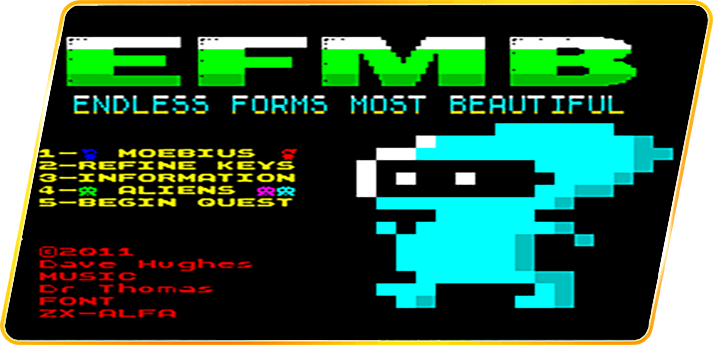 EFMB
ENDLESS FORMS MOST BEAUTIFUL
1- MOEBIUS
2-REFINE KEYS
3-INFORMATION
4- ALIENS
5-BEGIN QUEST
©2011
Dave Hughes
MUSIC
Dr Thomas
FONT
ZX-ALFA